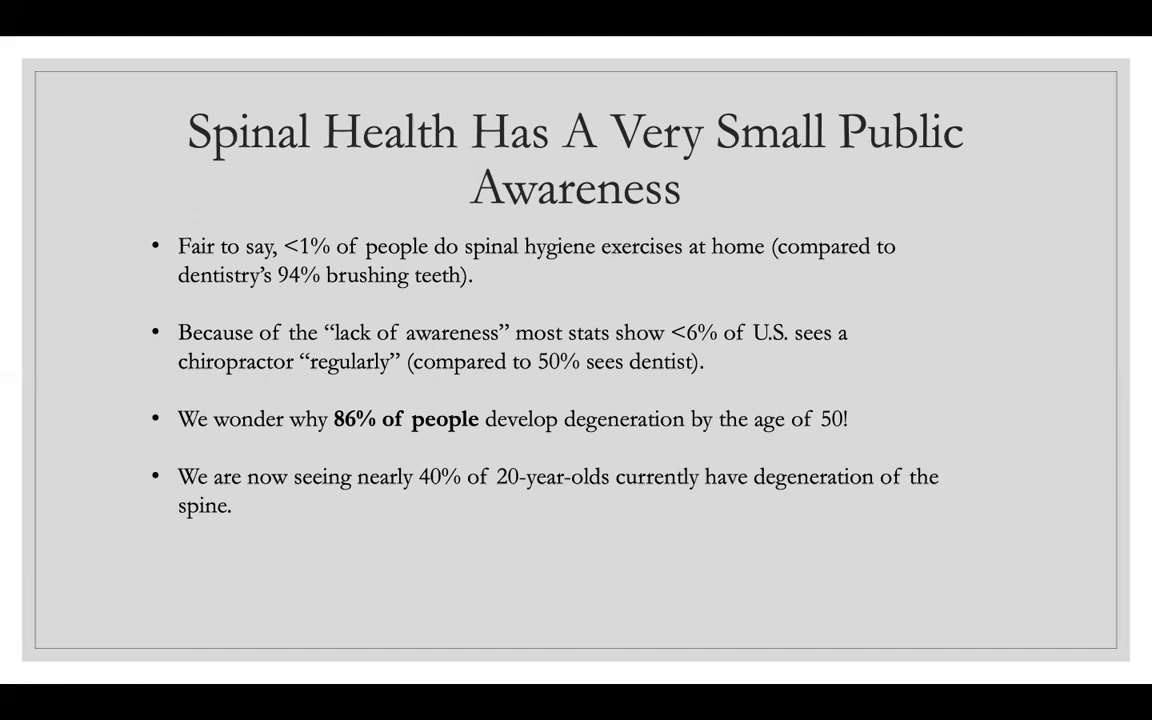 Spinal Health Has A Very Small Public
Awareness
• Fair to say, <1% of people do spinal hygiene exercises at home (compared to
dentistry’s 94% brushing teeth).
• Because of the “lack of awareness” most stats show <6% of U.S. sees a
chiropractor “regularly” (compared to 50% sees dentist).
• We wonder why 86% of people develop degeneration by the age of 50!
• We are now seeing nearly 40% of 20-year-olds currently have degeneration of the
spine.